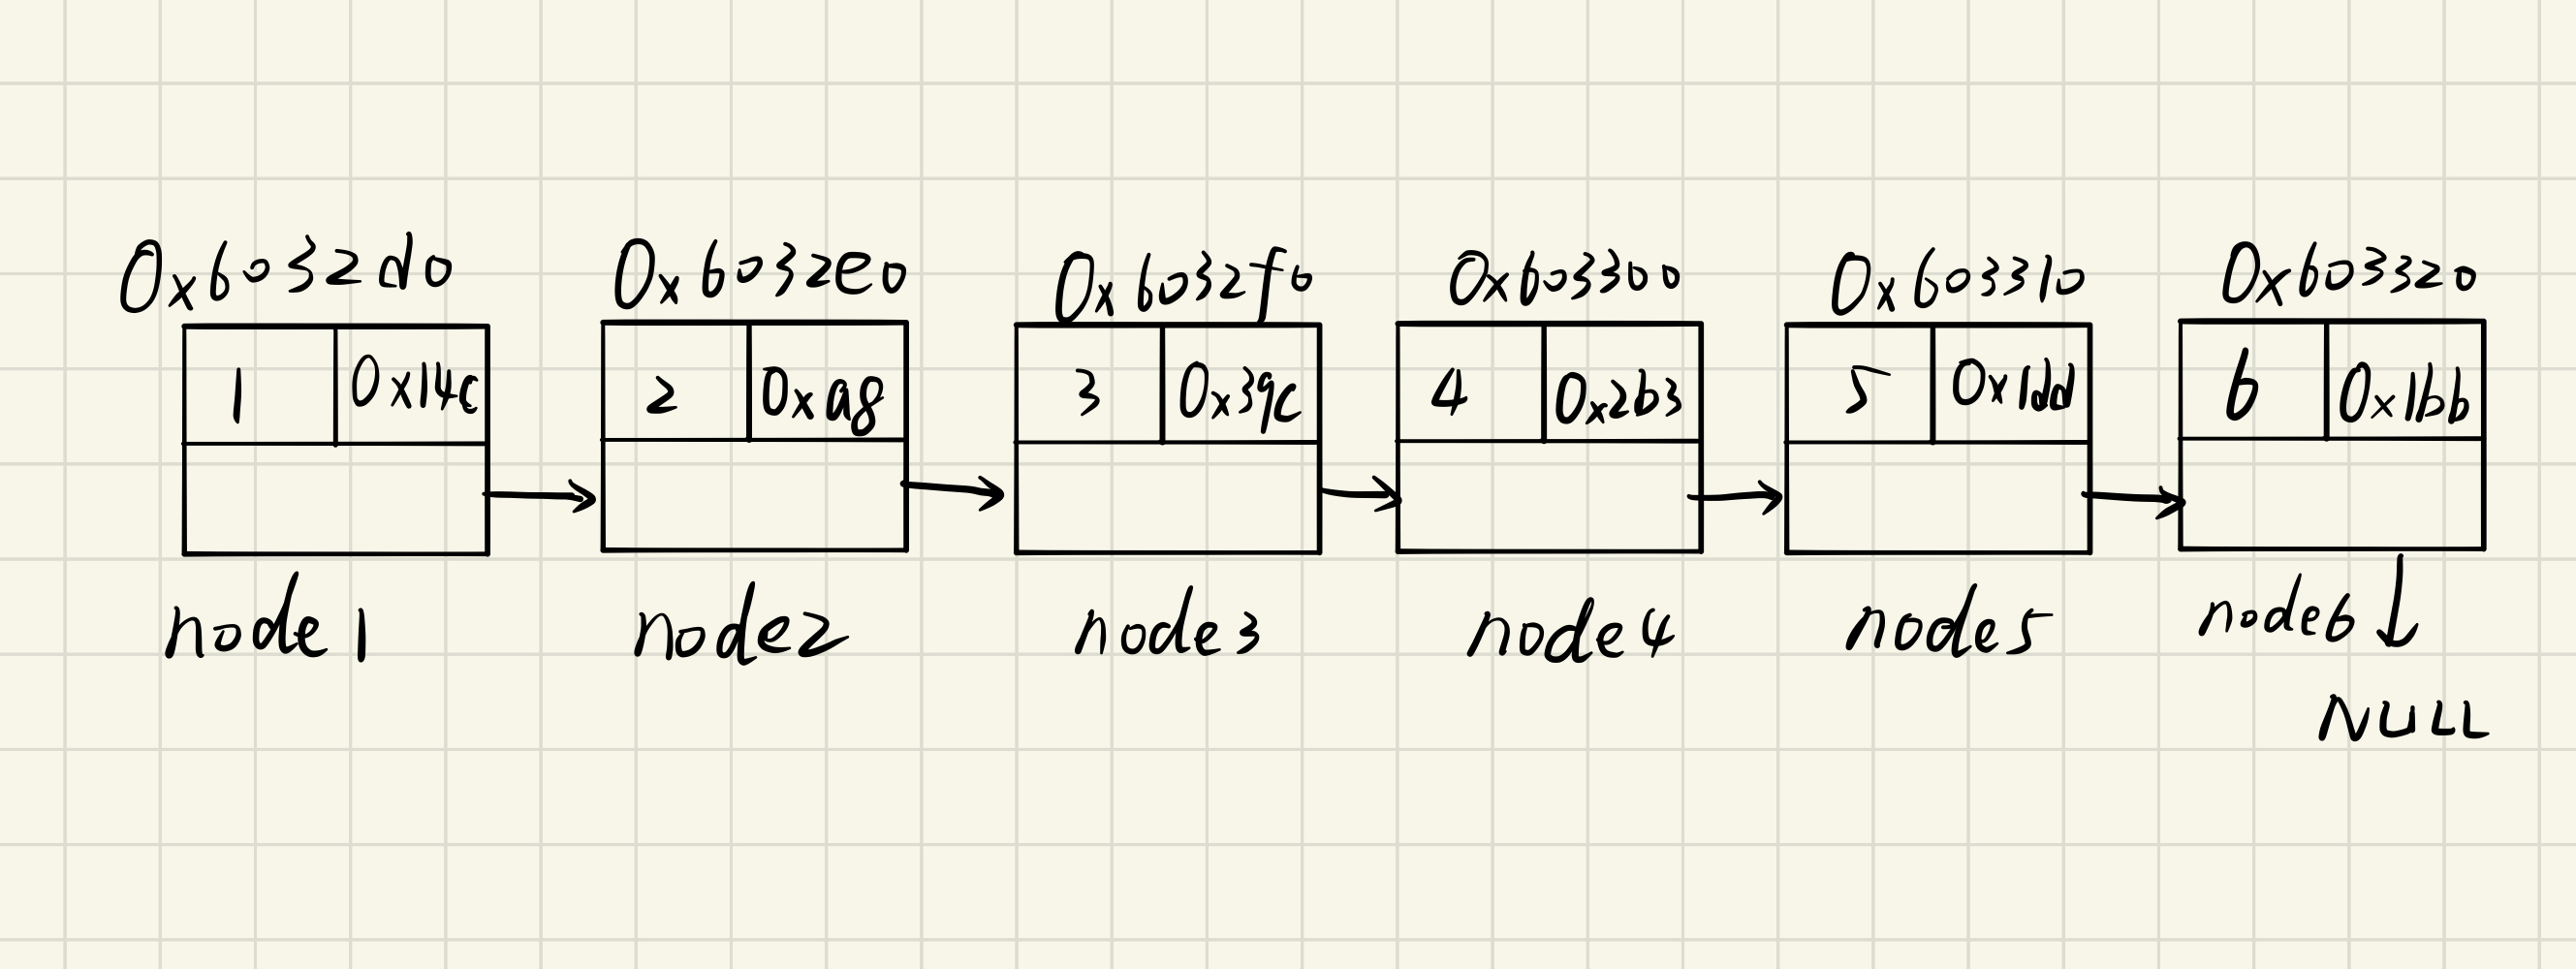 0x6032d0 0x6032e0 0x6032f0 0x603300 0x603310 0x603320
1 0x14c 2 0xa8 3 0x39c 4 0x2b3 5 0x1dd 6 0x1bb
node1 node2 node3 node4 node5 node6
NULL